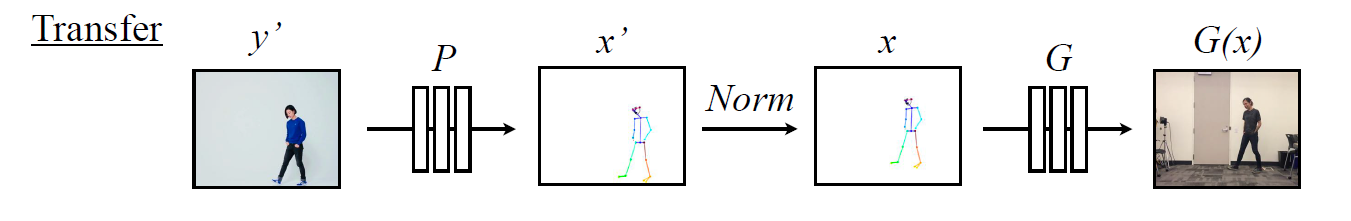 Transfer
y’
P
x’
Norm
x
G
G(x)